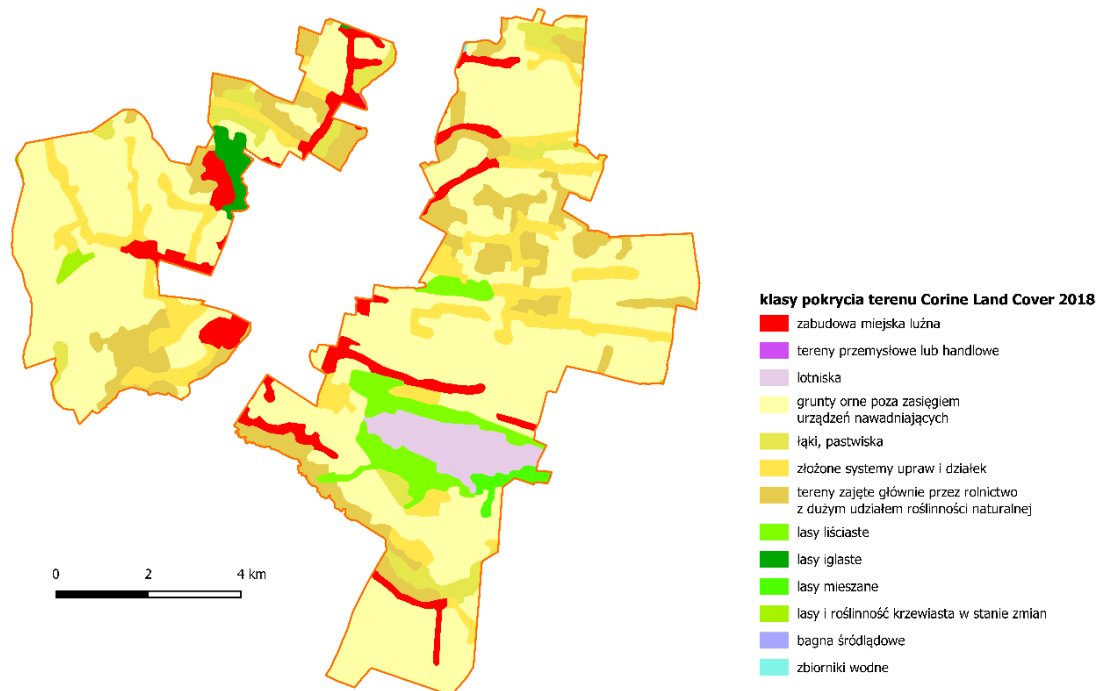 klasy pokrycia terenu Corine Land Cover 2018
zabudowa miejska luźna
tereny przemysłowe lub handlowe
lotniska
grunty orne poza zasięgiem
urządzeń nawadniających
łąki, pastwiska
złożone systemy upraw i działek
tereny zajęte głównie przez rolnictwo
z dużym udziałem roślinności naturalnej
lasy liściaste
lasy iglaste
lasy mieszane
lasy i roślinność krzewiasta w stanie zmian
bagna śródlądowe
zbiorniki wodne
0 2 4 km